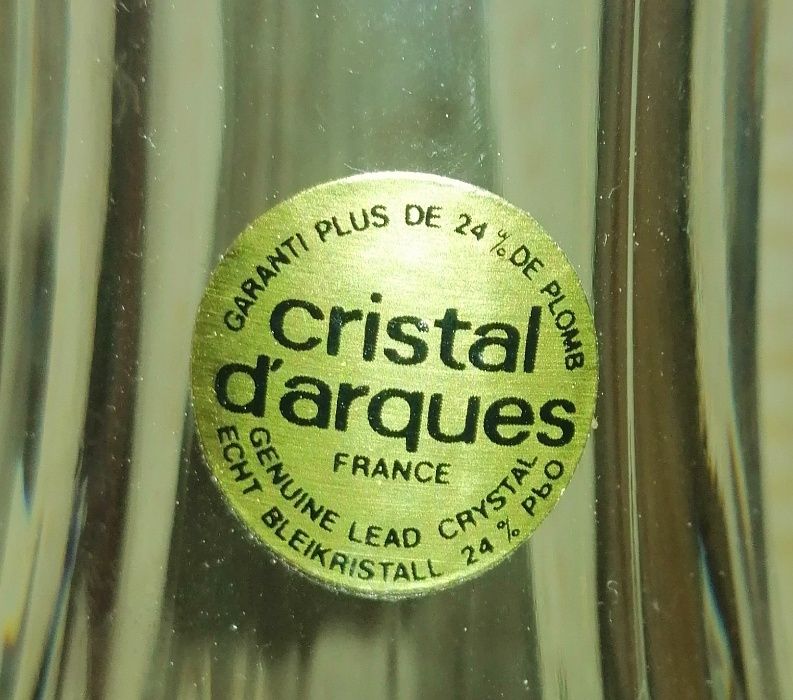 GARANTI PLUS DE 24 % DE PLOMB
cristal
d'arques
FRANCE
GENUINE LEAD CRYSTAL
ECHT BLEIKRISTALL 24 % PbO